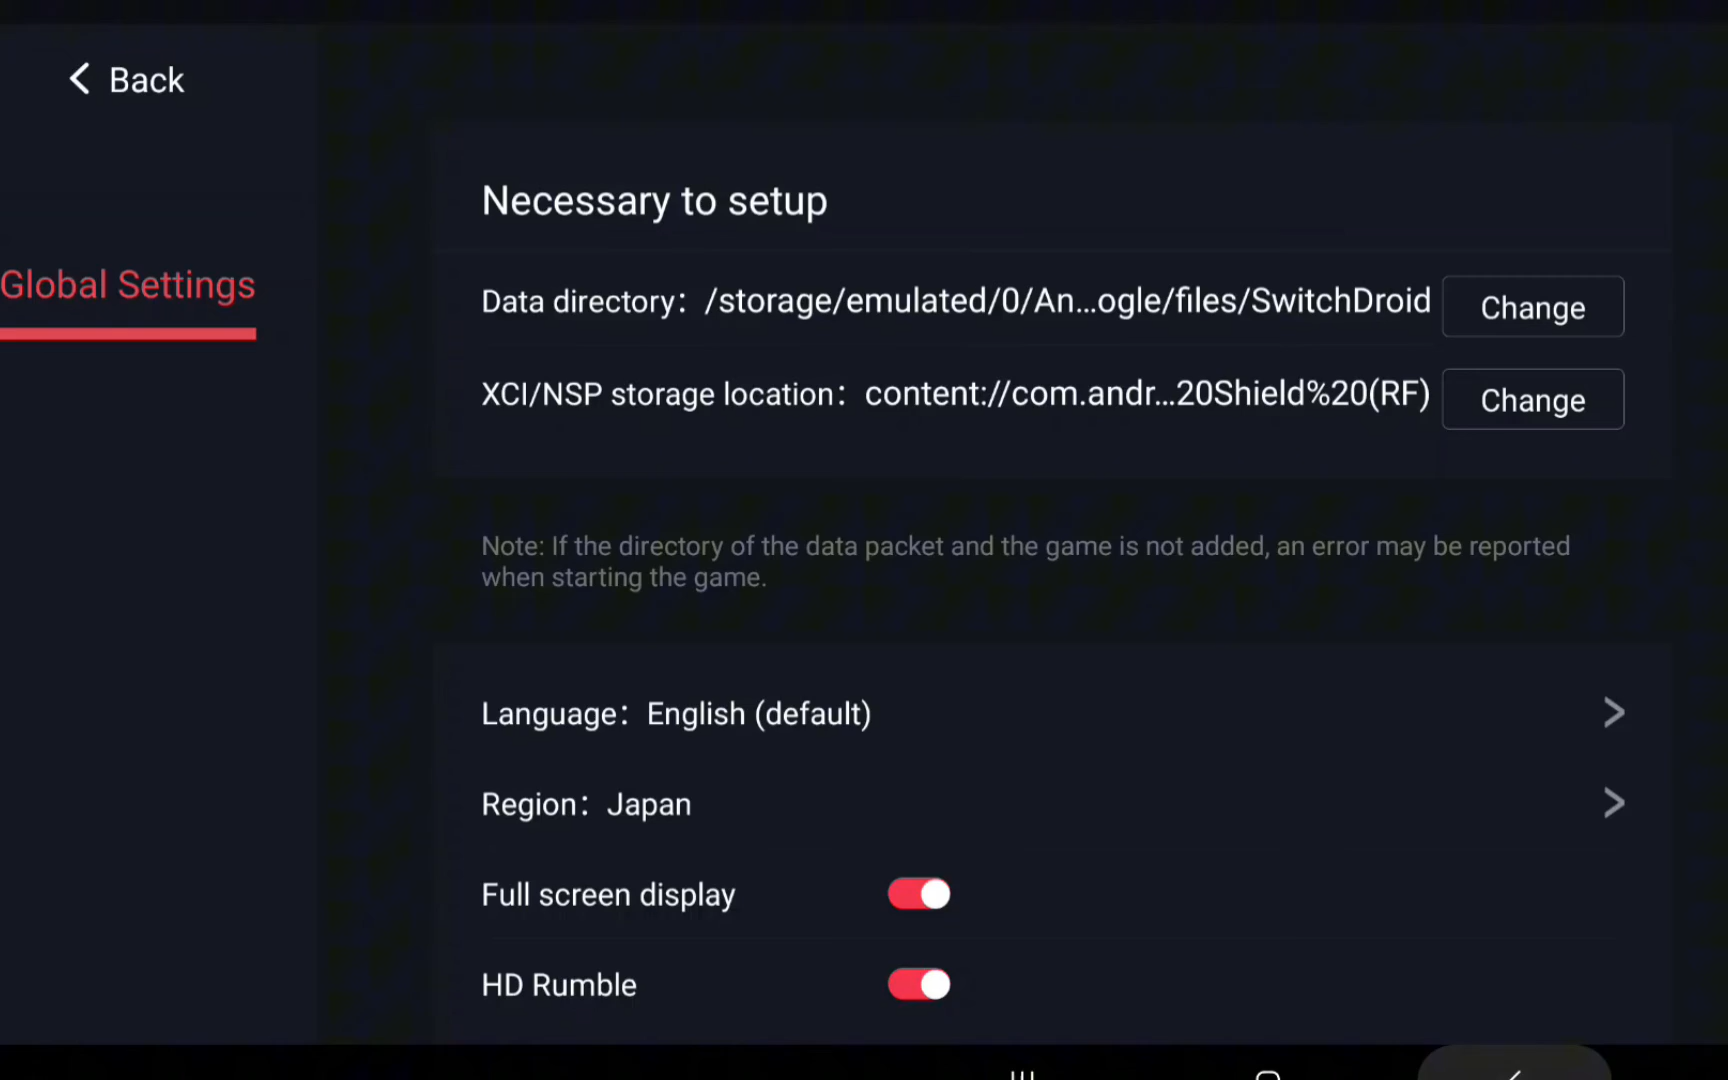 Back
Necessary to setup
Global Settings
Data directory： /storage/emulated/0/An...ogle/files/SwitchDroid
Change
XCI/NSP storage location： content://com.andr...20Shield%20(RF)
Change
Note: If the directory of the data packet and the game is not added, an error may be reported
when starting the game.
Language： English (default)
Region： Japan
Full screen display
HD Rumble